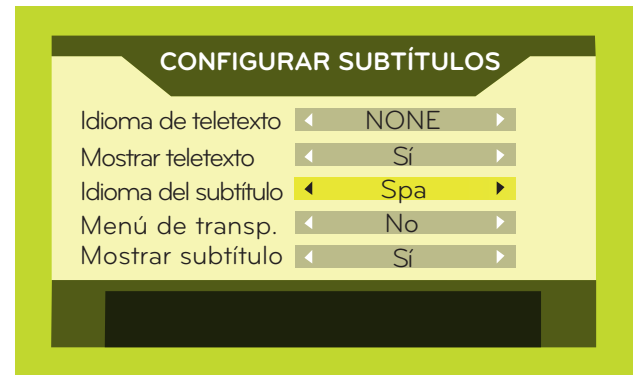 CONFIGURAR SUBTÍTULOS
Idioma de teletexto NONE
Mostrar teletexto Sí
Idioma del subtítulo Spa
Menú de transp. No
Mostrar subtítulo Sí